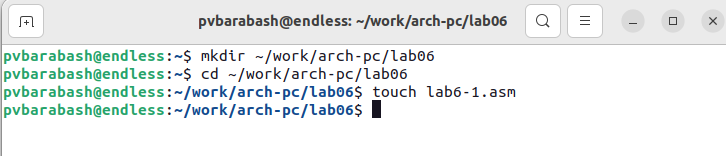 pvbarabash@endless: ~/work/arch-pc/lab06
pvbarabash@endless:~$ mkdir ~/work/arch-pc/lab06
pvbarabash@endless:~$ cd ~/work/arch-pc/lab06
pvbarabash@endless:~/work/arch-pc/lab06$ touch lab6-1.asm
pvbarabash@endless:~/work/arch-pc/lab06$